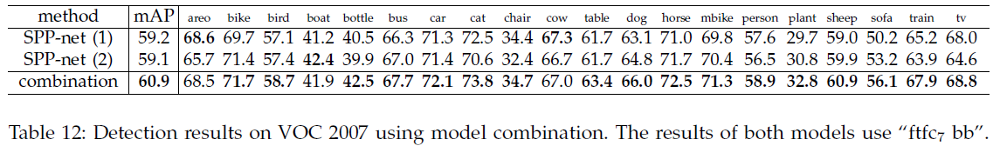 method mAP areo bike bird boat bottle bus car cat chair cow table dog horse mbike person plant sheep sofa train tv
SPP-net (1) 59.2 68.6 69.7 57.1 41.2 40.5 66.3 71.3 72.5 34.4 67.3 61.7 63.1 71.0 69.8 57.6 29.7 59.0 50.2 65.2 68.0
SPP-net (2) 59.1 65.7 71.4 57.4 42.4 39.9 67.0 71.4 70.6 32.4 66.7 61.7 64.8 71.7 70.4 56.5 30.8 59.9 53.2 63.9 64.6
combination 60.9 68.5 71.7 58.7 41.9 42.5 67.7 72.1 73.8 34.7 67.0 63.4 66.0 72.5 71.3 58.9 32.8 60.9 56.1 67.9 68.8
Table 12: Detection results on VOC 2007 using model combination. The results of both models use “ftfc₇ bb”.